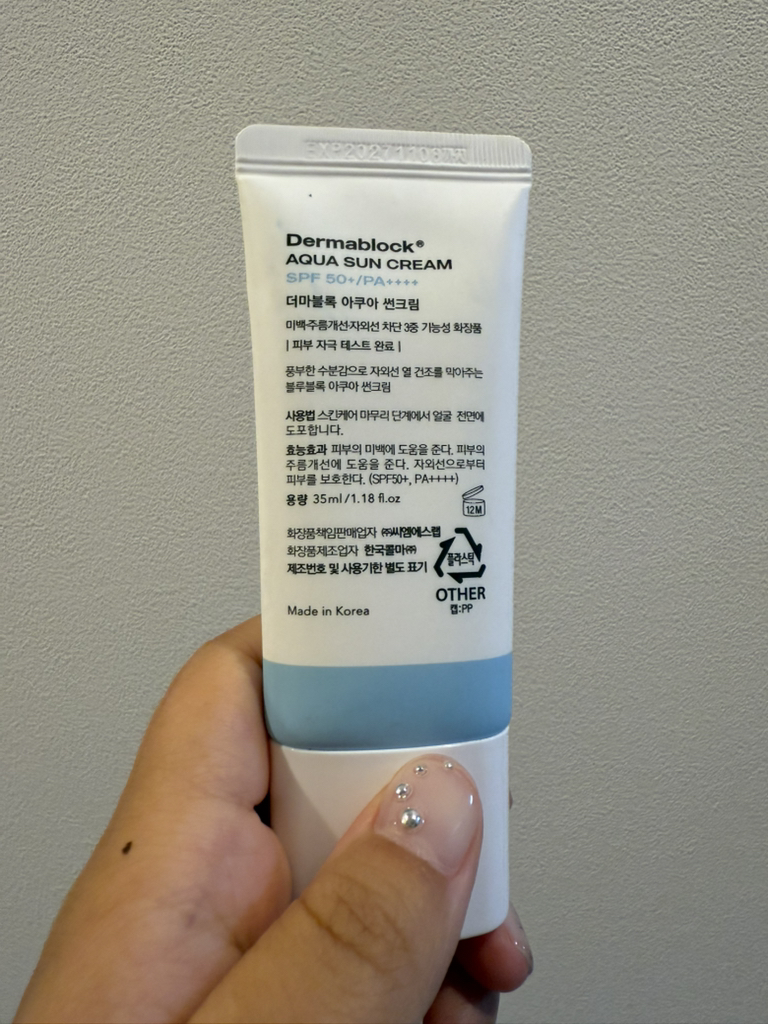 Dermablock®
AQUA SUN CREAM
SPF 50+/PA++++
더마블록 아쿠아 썬크림
미백·주름개선·자외선 차단 3중 기능성 화장품
| 피부 자극 테스트 완료 |
풍부한 수분감으로 자외선 열 건조를 막아주는
블루블록 아쿠아 썬크림
사용법 스킨케어 마무리 단계에서 얼굴 전면에
도포합니다.
효능효과 피부의 미백에 도움을 준다. 피부의
주름개선에 도움을 준다. 자외선으로부터
피부를 보호한다. (SPF50+, PA++++)
용량 35ml/1.18 fl.oz
12M
화장품책임판매업자 ㈜씨엠에스랩
화장품제조업자 한국콜마㈜
제조번호 및 사용기한 별도 표기
플라스틱
OTHER
캡:PP
Made in Korea